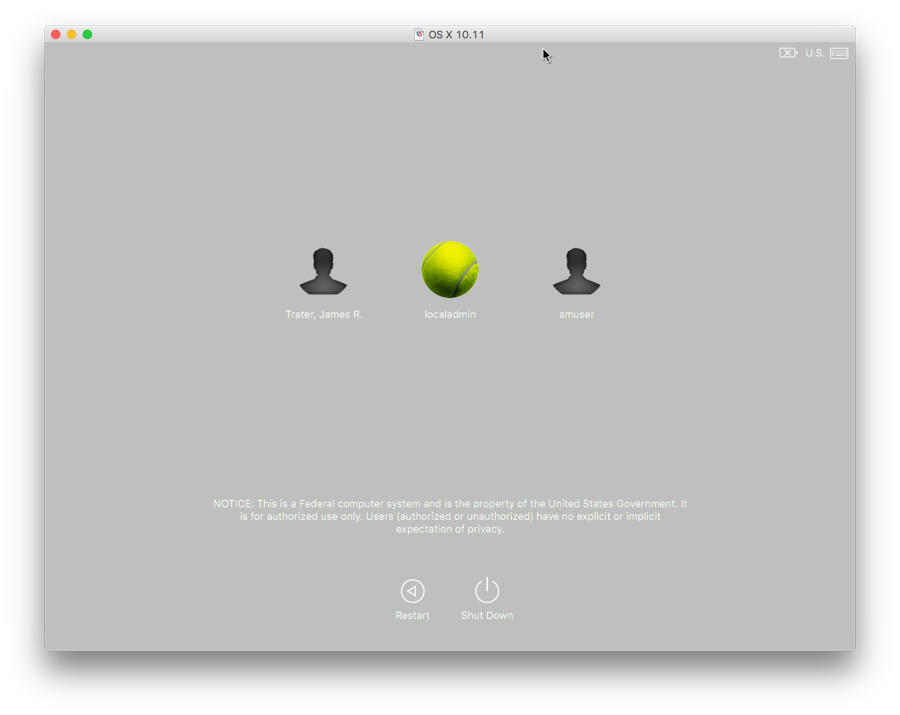 OS X 10.11
U.S.
Trater, James R.
localadmin
smuser
NOTICE: This is a Federal computer system and is the property of the United States Government. It
is for authorized use only. Users (authorized or unauthorized) have no explicit or implicit
expectation of privacy.
Restart
Shut Down